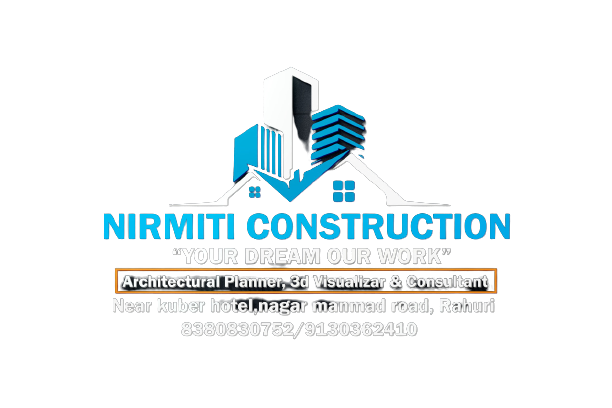 NIRMITI CONSTRUCTION
“YOUR DREAM OUR WORK”
Architectural Planner, 3d Visualizar & Consultant
Near kuber hotel,nagar manmad road, Rahuri
8380830752/9130362410